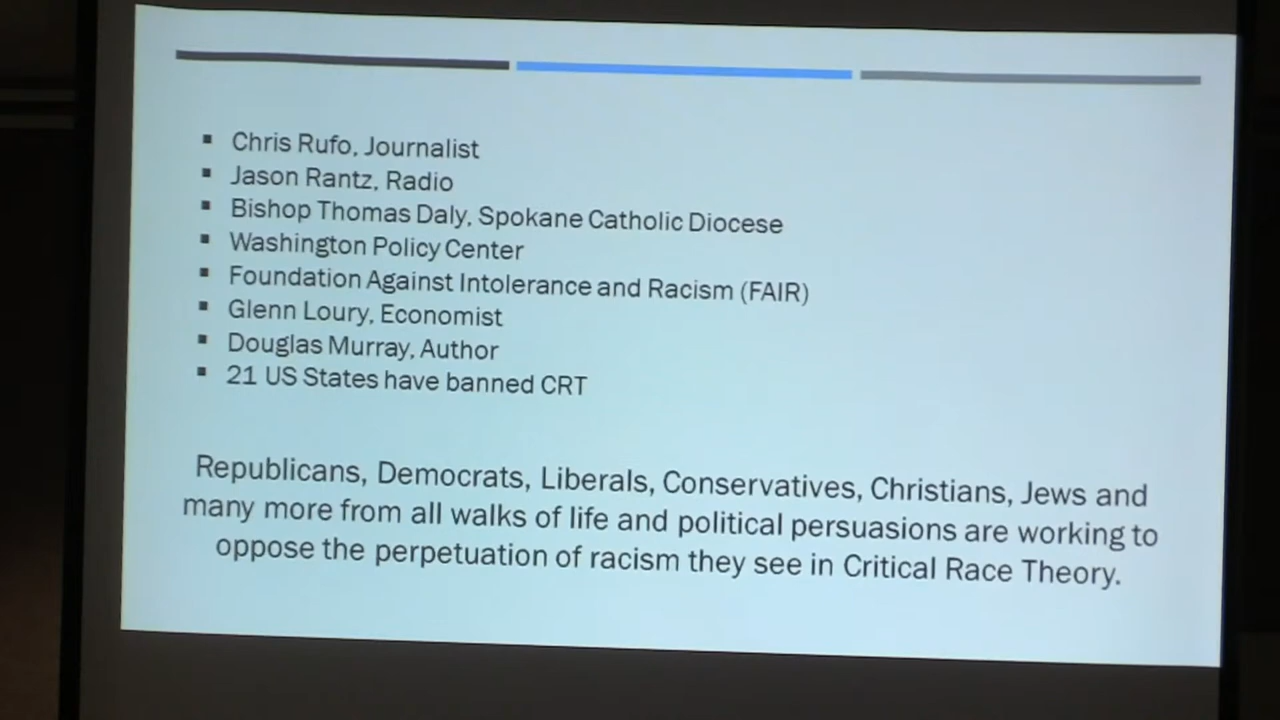 ▪ Chris Rufo, Journalist
▪ Jason Rantz, Radio
▪ Bishop Thomas Daly, Spokane Catholic Diocese
▪ Washington Policy Center
▪ Foundation Against Intolerance and Racism (FAIR)
▪ Glenn Loury, Economist
▪ Douglas Murray, Author
▪ 21 US States have banned CRT
Republicans, Democrats, Liberals, Conservatives, Christians, Jews and
many more from all walks of life and political persuasions are working to
oppose the perpetuation of racism they see in Critical Race Theory.